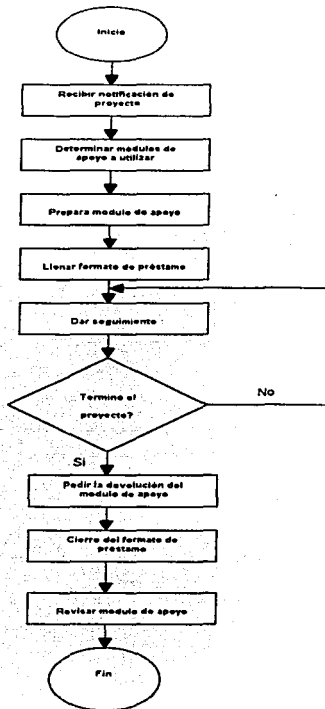 Inicio
Recibir notificación de
proyecto
Determinar modulos de
apoyo a utilizar
Prepara modulo de apoyo
Llenar formato de préstamo
Dar seguimiento
Termino el
proyecto?
No
Si
Pedir la devolución del
modulo de apoyo
Cierre del formato de
préstamo
Revisar modulo de apoyo
Fin